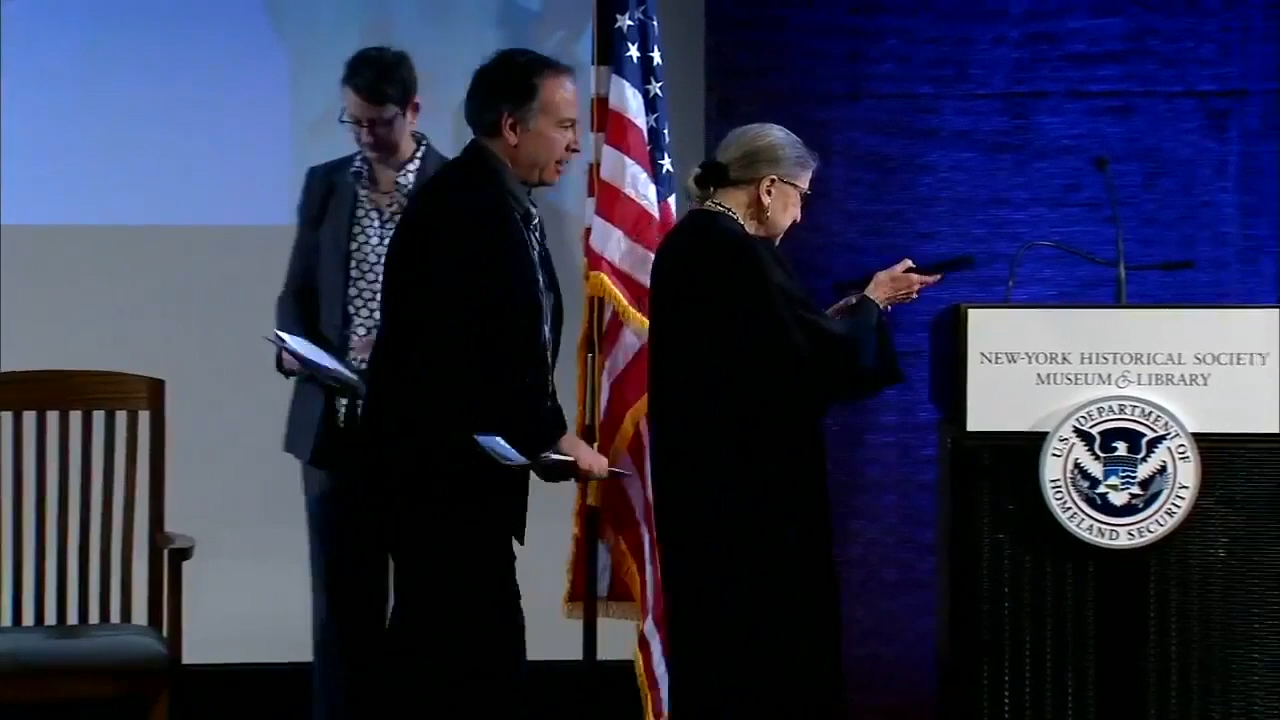 NEW-YORK HISTORICAL SOCIETY
MUSEUM & LIBRARY
U.S. DEPARTMENT OF
HOMELAND SECURITY